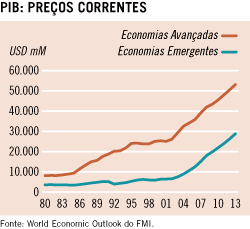 PIB: PREÇOS CORRENTES
Economias Avançadas
USD mM
Economias Emergentes
60.000
50.000
40.000
30.000
20.000
10.000
0
80 83 86 89 92 95 98 01 04 07 10 13
Fonte: World Economic Outlook do FMI.